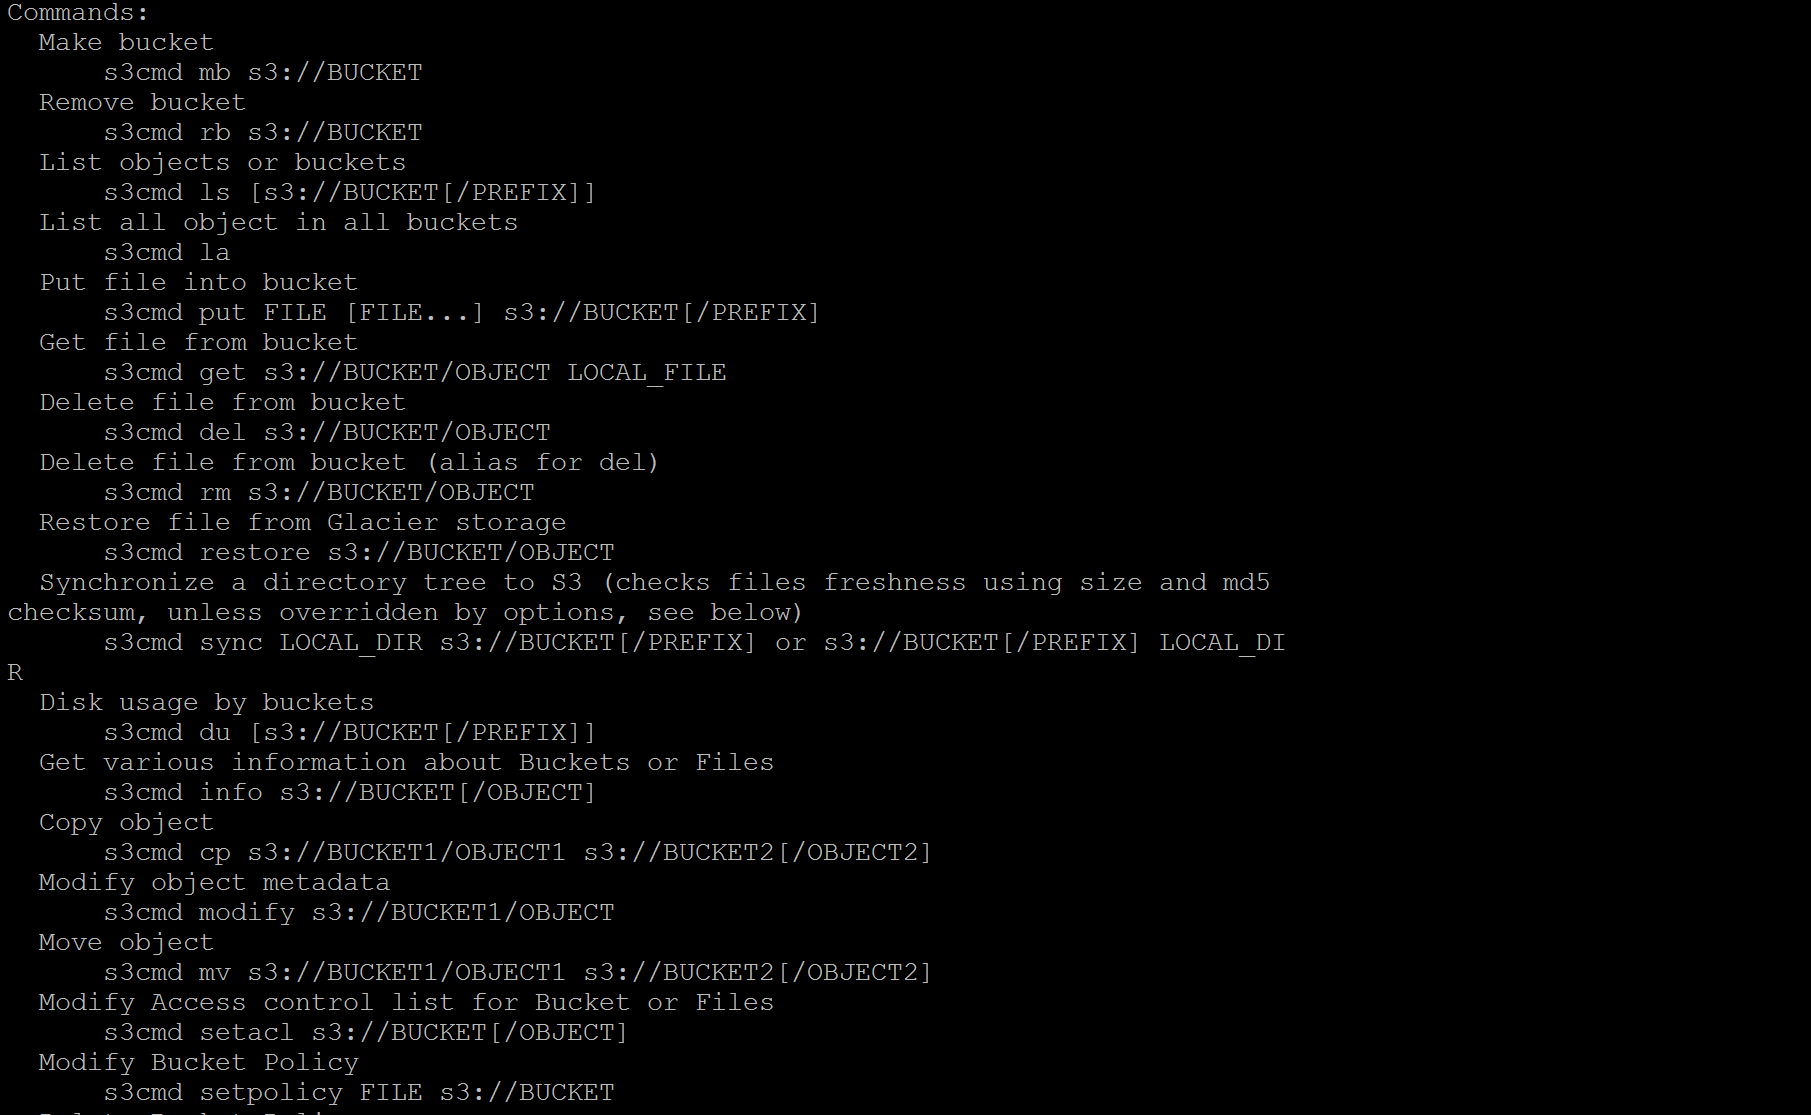 Commands:
Make bucket
s3cmd mb s3://BUCKET
Remove bucket
s3cmd rb s3://BUCKET
List objects or buckets
s3cmd ls [s3://BUCKET[/PREFIX]]
List all object in all buckets
s3cmd la
Put file into bucket
s3cmd put FILE [FILE...] s3://BUCKET[/PREFIX]
Get file from bucket
s3cmd get s3://BUCKET/OBJECT LOCAL_FILE
Delete file from bucket
s3cmd del s3://BUCKET/OBJECT
Delete file from bucket (alias for del)
s3cmd rm s3://BUCKET/OBJECT
Restore file from Glacier storage
s3cmd restore s3://BUCKET/OBJECT
Synchronize a directory tree to S3 (checks files freshness using size and md5
checksum, unless overridden by options, see below)
s3cmd sync LOCAL_DIR s3://BUCKET[/PREFIX] or s3://BUCKET[/PREFIX] LOCAL_DI
R
Disk usage by buckets
s3cmd du [s3://BUCKET[/PREFIX]]
Get various information about Buckets or Files
s3cmd info s3://BUCKET[/OBJECT]
Copy object
s3cmd cp s3://BUCKET1/OBJECT1 s3://BUCKET2[/OBJECT2]
Modify object metadata
s3cmd modify s3://BUCKET1/OBJECT
Move object
s3cmd mv s3://BUCKET1/OBJECT1 s3://BUCKET2[/OBJECT2]
Modify Access control list for Bucket or Files
s3cmd setacl s3://BUCKET[/OBJECT]
Modify Bucket Policy
s3cmd setpolicy FILE s3://BUCKET